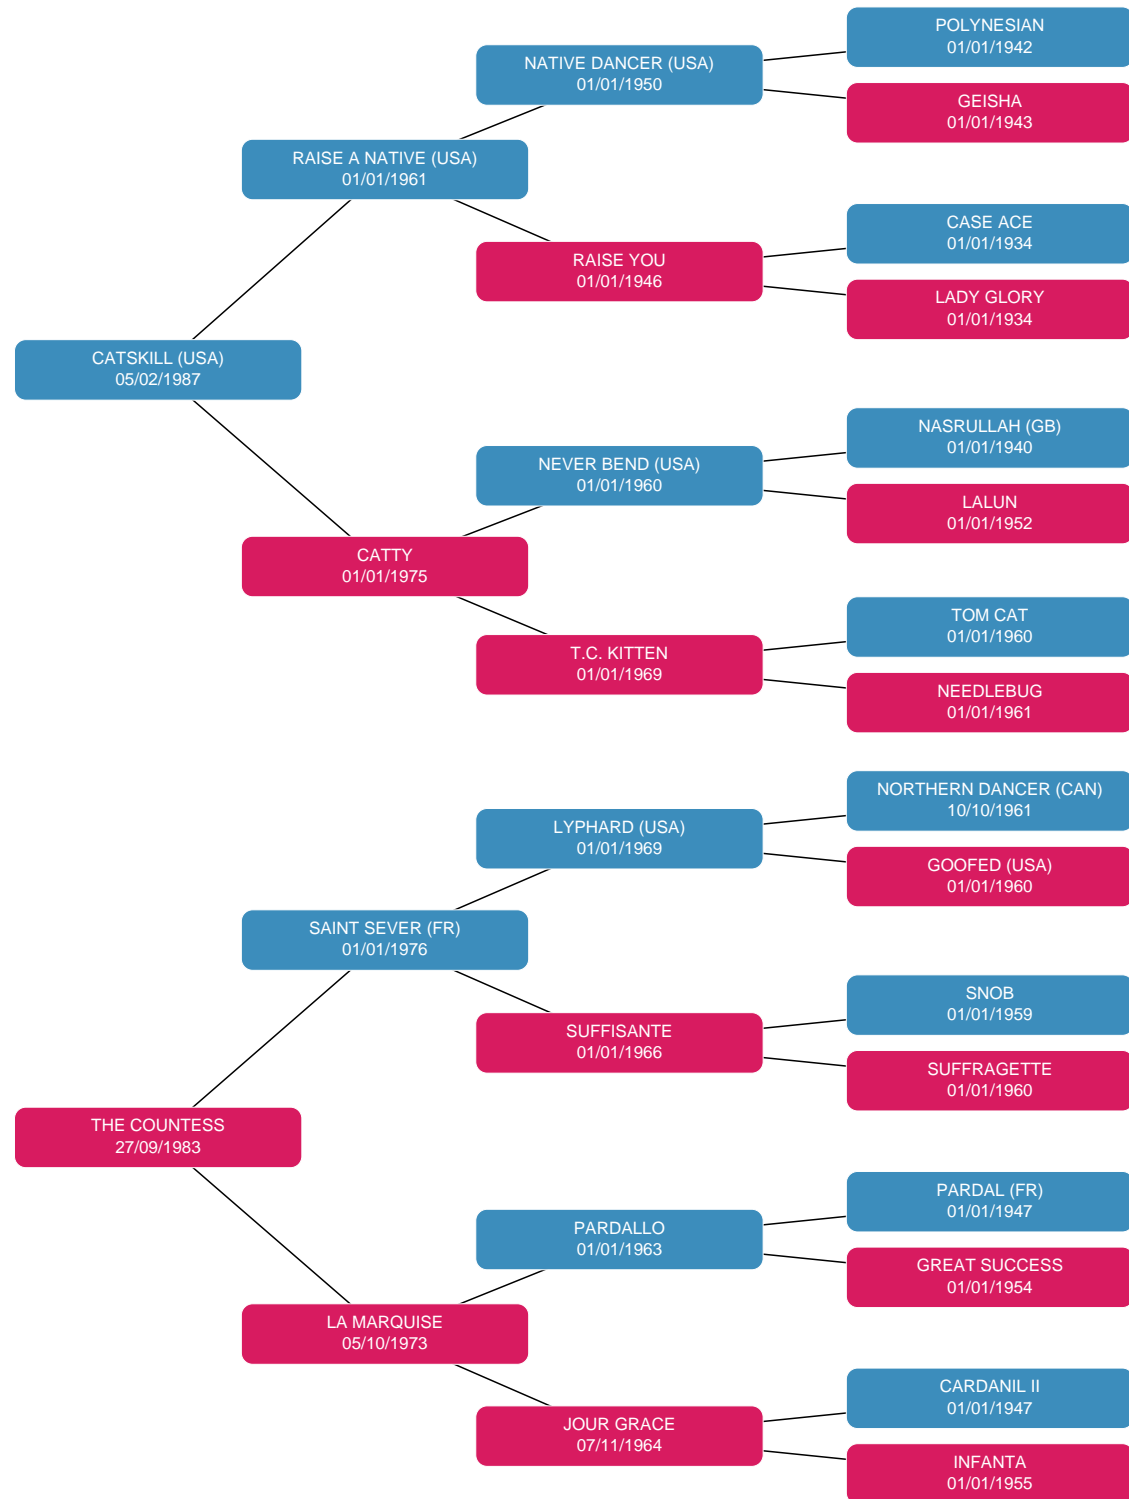 POLYNESIAN
01/01/1942
NATIVE DANCER (USA)
01/01/1950
GEISHA
01/01/1943
RAISE A NATIVE (USA)
01/01/1961
CASE ACE
01/01/1934
RAISE YOU
01/01/1946
LADY GLORY
01/01/1934
CATSKILL (USA)
05/02/1987
NASRULLAH (GB)
01/01/1940
NEVER BEND (USA)
01/01/1960
LALUN
01/01/1952
CATTY
01/01/1975
TOM CAT
01/01/1960
T.C. KITTEN
01/01/1969
NEEDLEBUG
01/01/1961
NORTHERN DANCER (CAN)
10/10/1961
LYPHARD (USA)
01/01/1969
GOOFED (USA)
01/01/1960
SAINT SEVER (FR)
01/01/1976
SNOB
01/01/1959
SUFFISANTE
01/01/1966
SUFFRAGETTE
01/01/1960
THE COUNTESS
27/09/1983
PARDAL (FR)
01/01/1947
PARDALLO
01/01/1963
GREAT SUCCESS
01/01/1954
LA MARQUISE
05/10/1973
CARDANIL II
01/01/1947
JOUR GRACE
07/11/1964
INFANTA
01/01/1955